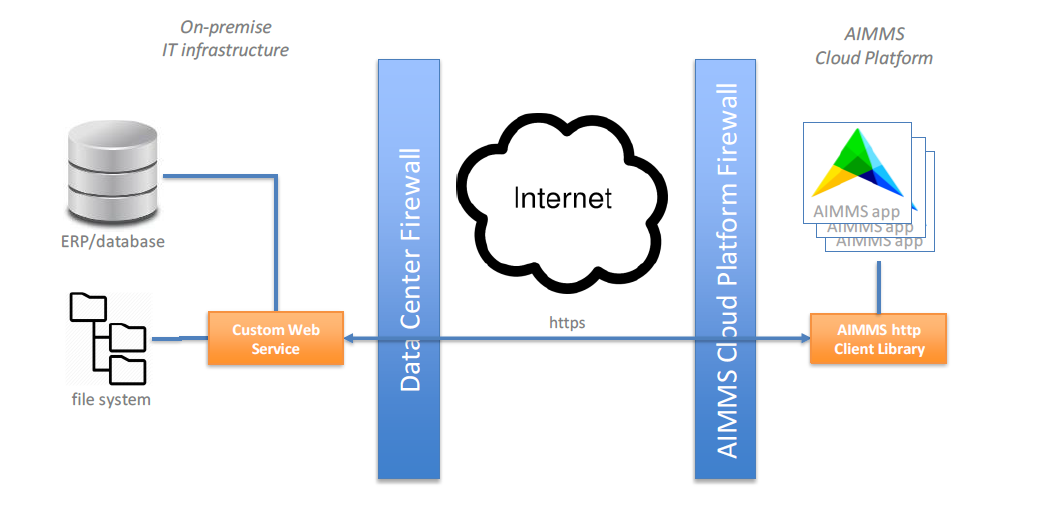 On-premise
IT infrastructure
AIMMS
Cloud Platform
Data Center Firewall
AIMMS Cloud Platform Firewall
Internet
AIMMS app
AIMMS app
AIMMS app
ERP/database
https
Custom Web
Service
AIMMS http
Client Library
file system